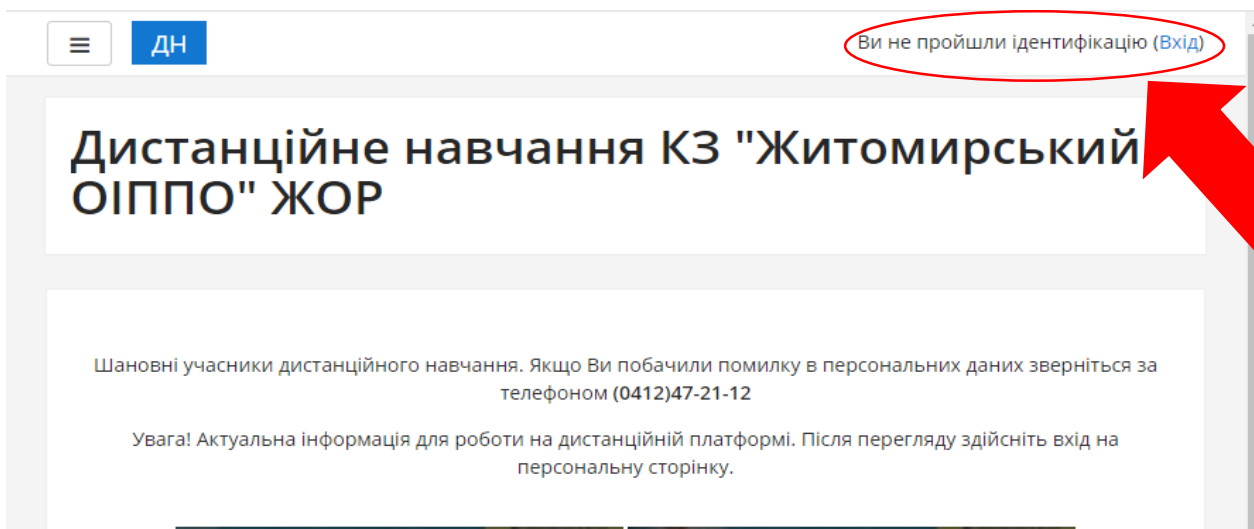 ДН
Ви не пройшли ідентифікацію (Вхід)
Дистанційне навчання КЗ "Житомирський
ОІППО" ЖОР
Шановні учасники дистанційного навчання. Якщо Ви побачили помилку в персональних даних зверніться за
телефоном (0412)47-21-12
Увага! Актуальна інформація для роботи на дистанційній платформі. Після перегляду здійсніть вхід на
персональну сторінку.